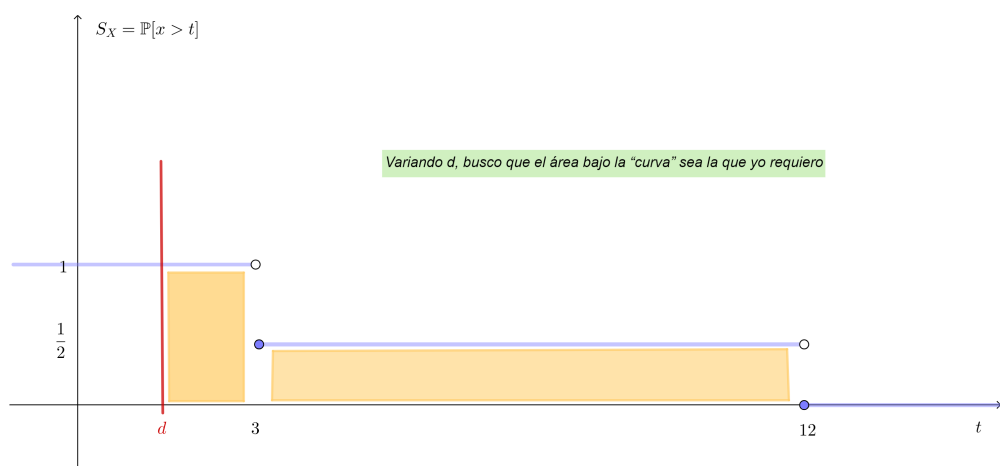 S_X = ℙ[x > t]
Variando d, busco que el área bajo la “curva” sea la que yo requiero
1
1/2
d
3
12
t